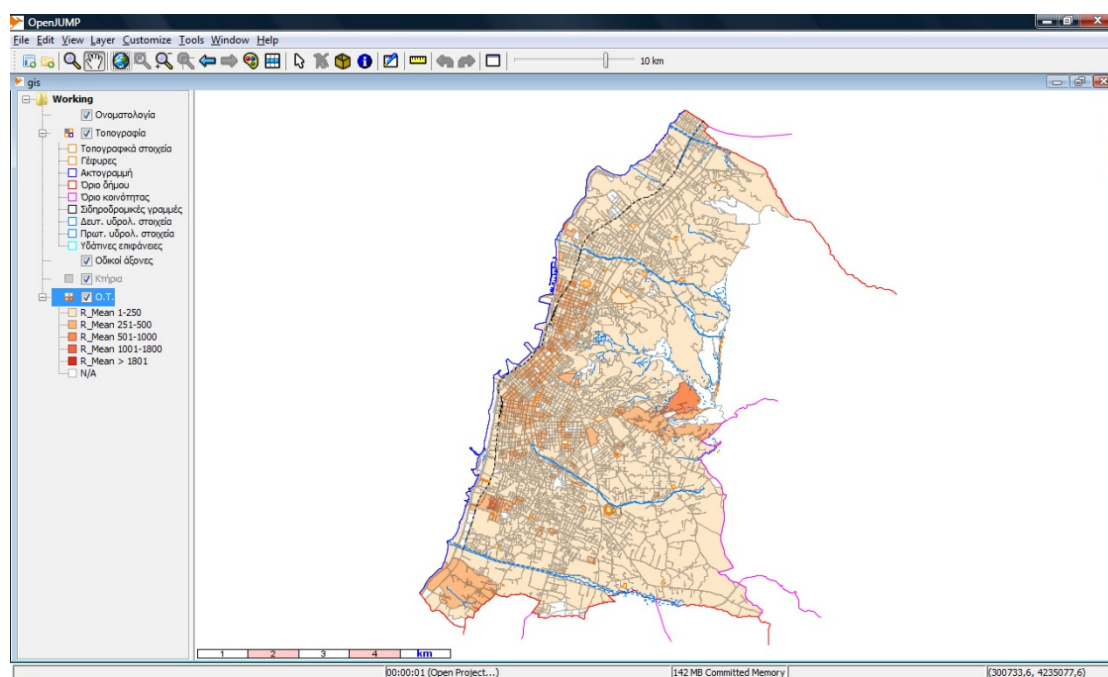 OpenJUMP
File Edit View Layer Customize Tools Window Help
10 km
gis
Working
Ονοματολογία
Τοπογραφία
Τοπογραφικά στοιχεία
Γέφυρες
Ακτογραμμή
Όριο δήμου
Όριο κοινότητας
Σιδηροδρομικές γραμμές
Δευτ. υδρολ. στοιχεία
Πρωτ. υδρολ. στοιχεία
Υδάτινες επιφάνειες
Οδικοί άξονες
Κτήρια
Ο.Τ.
R_Mean 1-250
R_Mean 251-500
R_Mean 501-1000
R_Mean 1001-1800
R_Mean > 1801
N/A
1 2 3 4 km
00:00:01 (Open Project...) 142 MB Committed Memory (300733,6, 4235077,6)